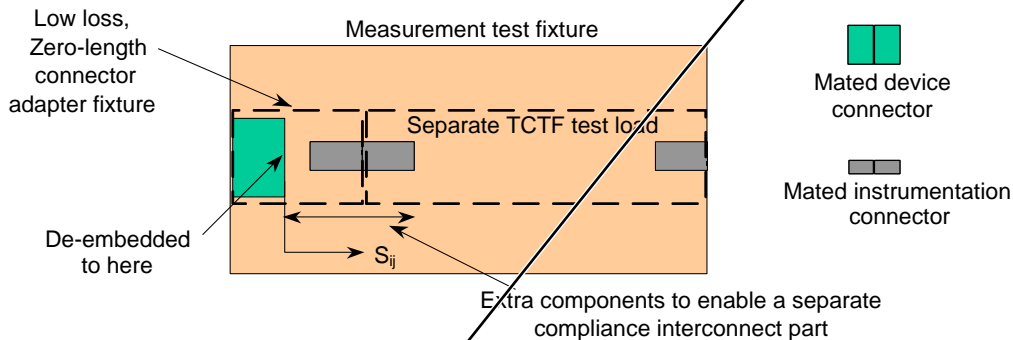 Low loss,
Zero-length
connector
adapter fixture
Measurement test fixture
Separate TCTF test load
Mated device
connector
Mated instrumentation
connector
De-embedded
to here
Sij
Extra components to enable a separate
compliance interconnect part